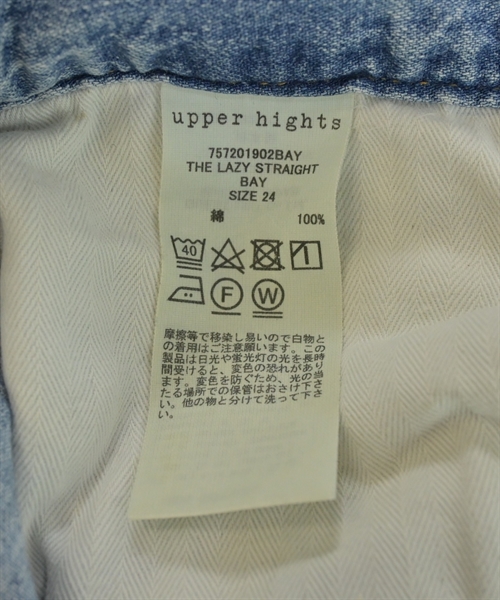 upper hights
757201902BAY
THE LAZY STRAIGHT
BAY
SIZE 24
綿 100%
40
F W
摩擦等で移染し易いので白物と
の着用はご注意願います。この
製品は日光や蛍光灯の光を長時
間受けると、変色の恐れがあり
ます。変色を防ぐため、光の当
たる場所での保管はおさけ下さ
い。他の物と分けて洗って下さ
い。